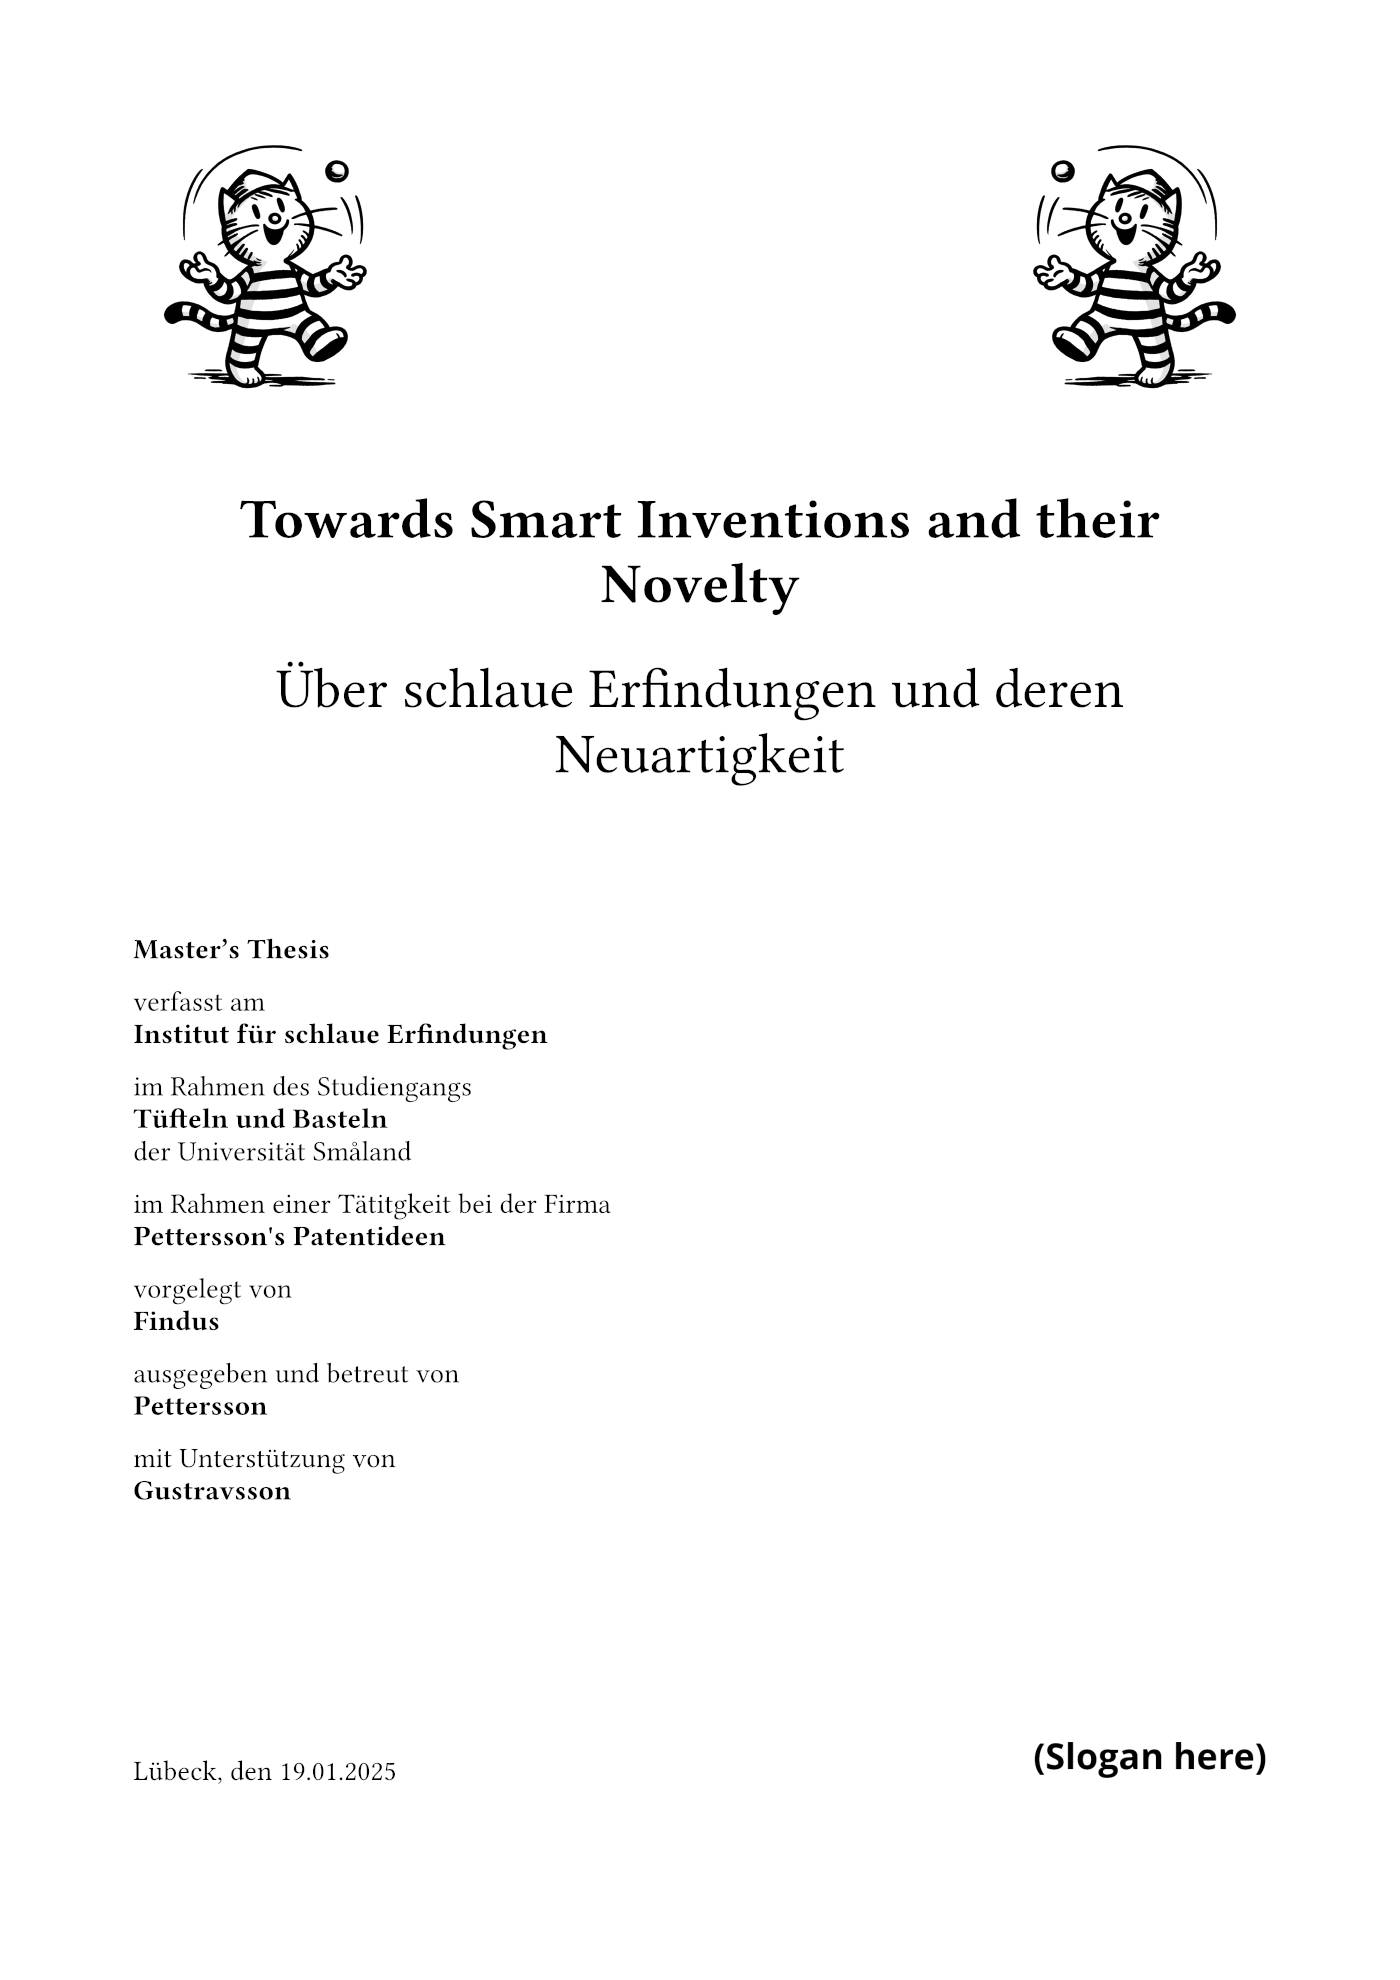 Towards Smart Inventions and their
Novelty
Über schlaue Erfindungen und deren
Neuartigkeit
Master’s Thesis
verfasst am
Institut für schlaue Erfindungen
im Rahmen des Studiengangs
Tüfteln und Basteln
der Universität Småland
im Rahmen einer Tätitgkeit bei der Firma
Pettersson's Patentideen
vorgelegt von
Findus
ausgegeben und betreut von
Pettersson
mit Unterstützung von
Gustravsson
Lübeck, den 19.01.2025
(Slogan here)